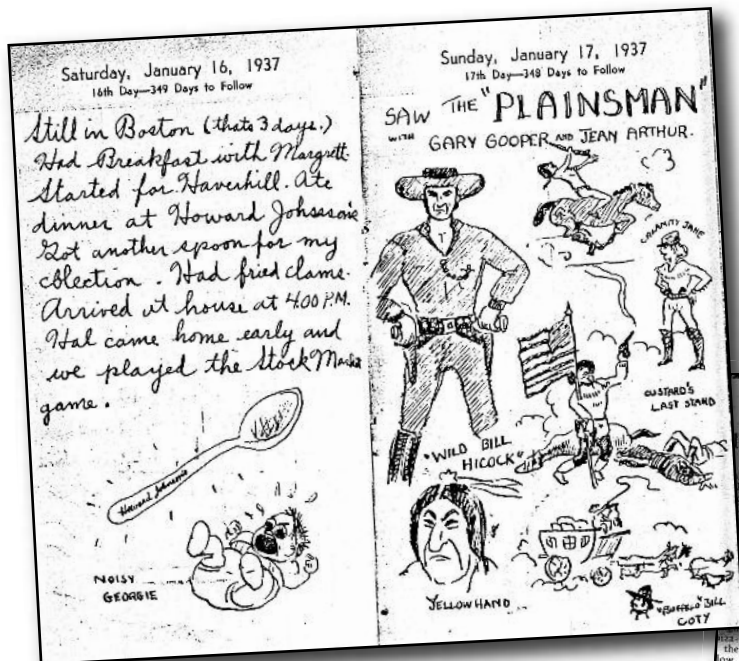 Saturday, January 16, 1937
16th Day—349 Days to Follow
Still in Boston (thats 3 days.)
Had Breakfast with Margrett.
Started for Haverhill. Ate
dinner at Howard Johnson's
Got another spoon for my
collection. Had fried clams.
Arrived at house at 4:00 P.M.
Hal came home early and
we played the Stock Market
game.
Howard Johnson's
NOISY
GEORGIE
Sunday, January 17, 1937
17th Day—348 Days to Follow
SAW THE "PLAINSMAN"
WITH GARY GOOPER AND JEAN ARTHUR.
CALAMITY JANE
CUSTARD'S
LAST STAND
"WILD BILL
HICOCK"
YELLOW HAND
"BUFFALO" BILL
COTY
the